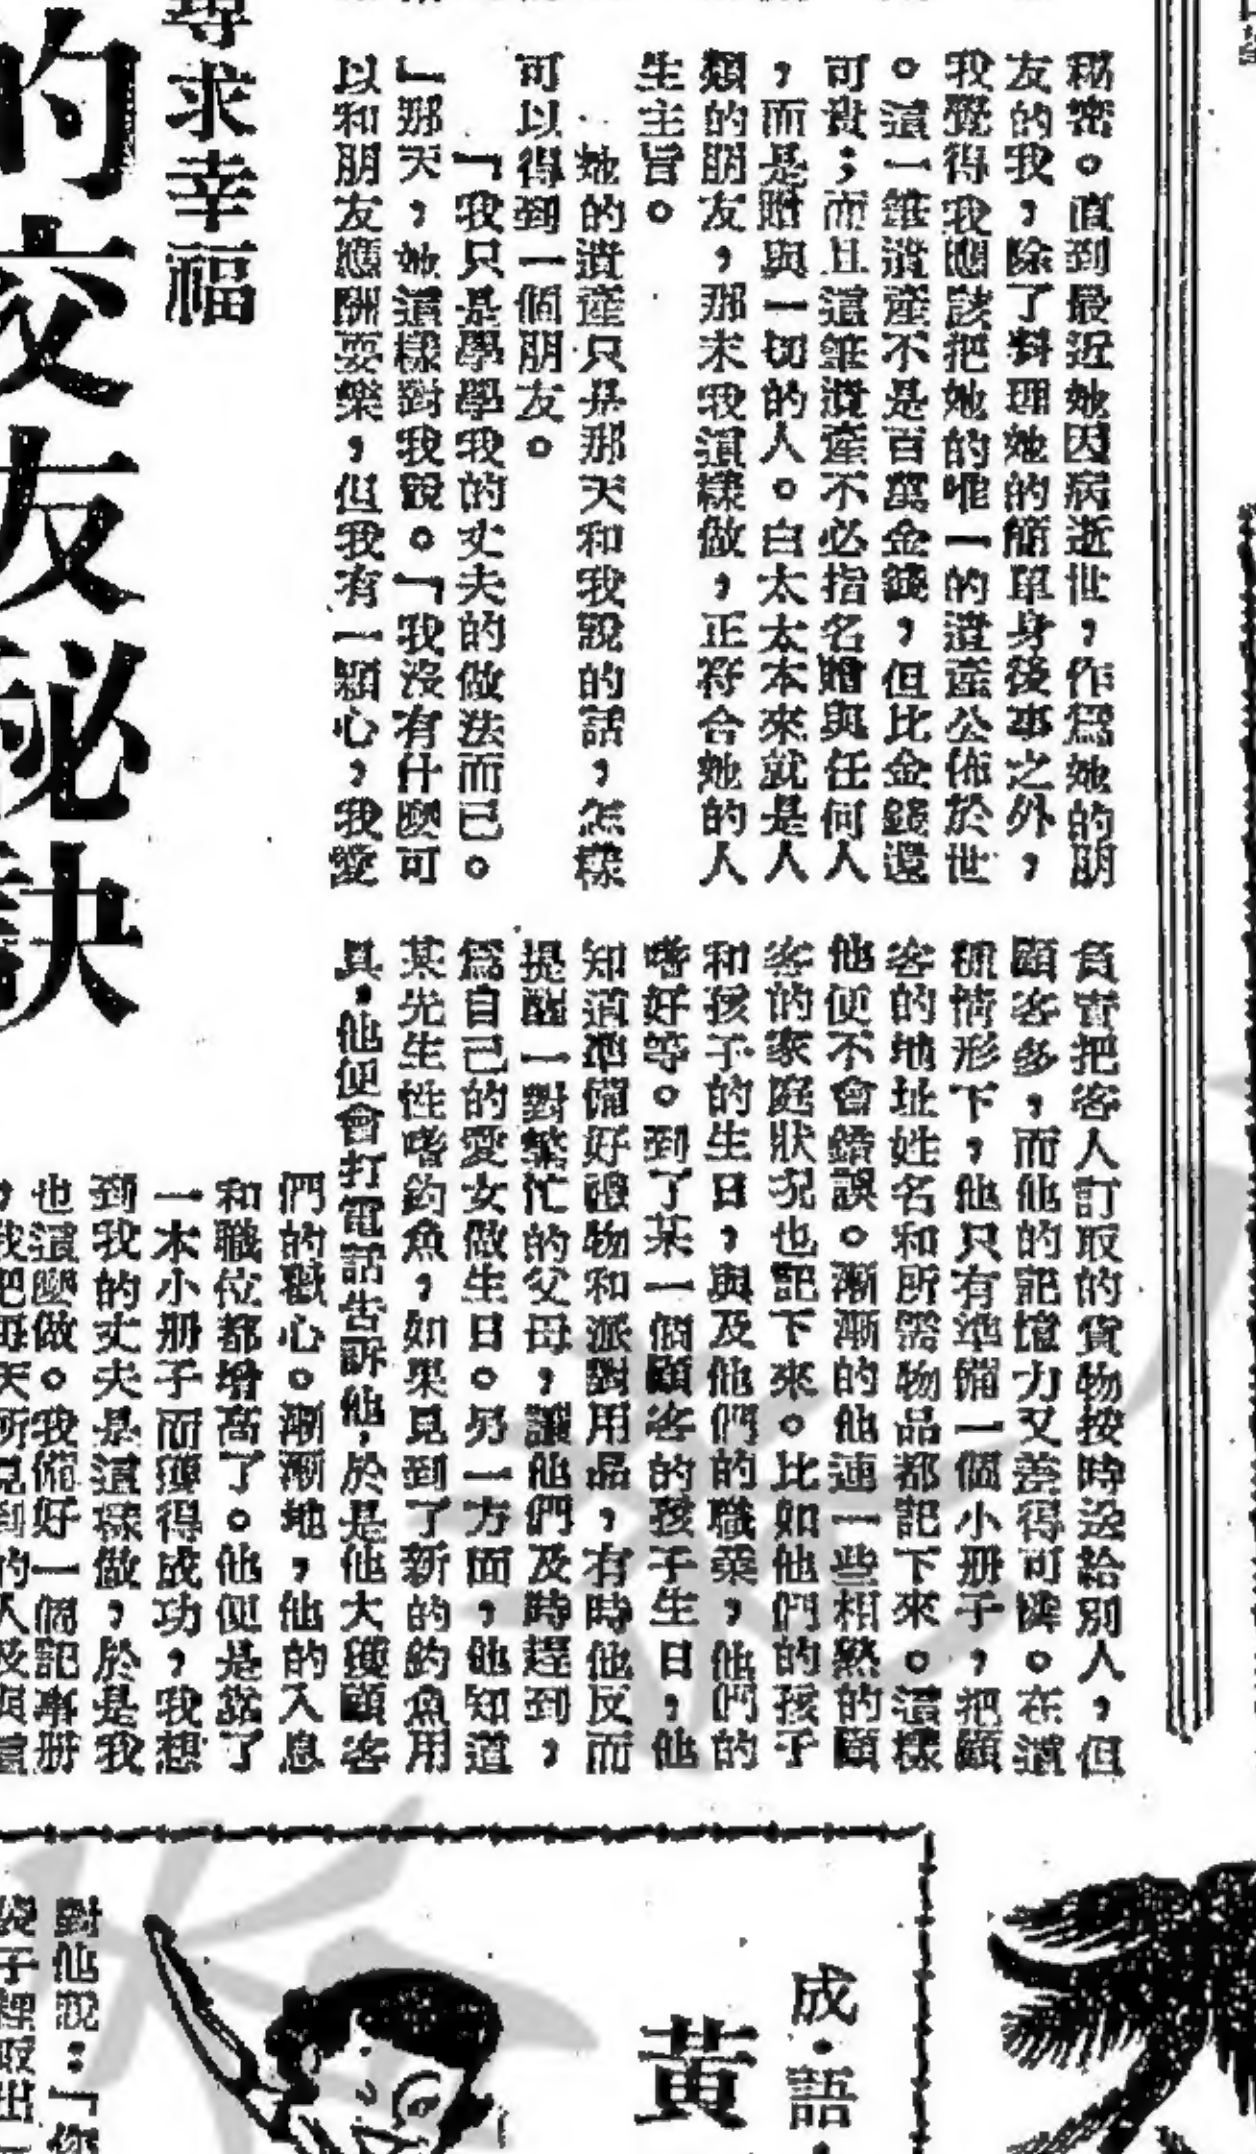 秘密。直到最近她因病逝世，作爲她的朋
友的我，除了料理她的簡單身後事之外，
我覺得我應該把她的唯一的遺產公佈於世
。這一筆遺產不是百萬金錢，但比金錢還
可貴；而且這筆遺產不必指名贈與任何人
，而是贈與一切的人。白太太本來就是人
類的朋友，那末我這樣做，正符合她的人
生主旨。
她的遺產只是那天和我說的話，怎樣
可以得到一個朋友。
「我只是學學我的丈夫的做法而已。
」那天，她這樣對我說。「我沒有什麼可
以和朋友應酬耍樂，但我有一顆心，我愛
尋求幸福
的交友秘訣
負責把客人訂取的貨物按時送給別人，但
顧客多，而他的記憶力又差得可憐。在這
種情形下，他只有準備一個小册子，把顧
客的地址姓名和所需物品都記下來。這樣
他便不會錯誤。漸漸的他連一些相熟的顧
客的家庭狀况也記下來。比如他們的孩子
和孩子的生日，與及他們的職業，他們的
嗜好等。到了某一個顧客的孩子生日，他
知道準備好禮物和派對用品，有時他反而
提醒一對繁忙的父母，讓他們及時趕到，
爲自己的愛女做生日。另一方面，他知道
某先生性嗜釣魚，如果見到了新的釣魚用
具，他便會打電話告訴他，於是他大獲顧客
們的歡心。漸漸地，他的入息
和職位都增高了。他便是靠了
一本小册子而獲得成功，我想
到我的丈夫是這樣做，於是我
也這麼做。我備好一個記事册
，我把每天所見到的人及與這
成·語·
黃
對他說：「您
袋子裡取出